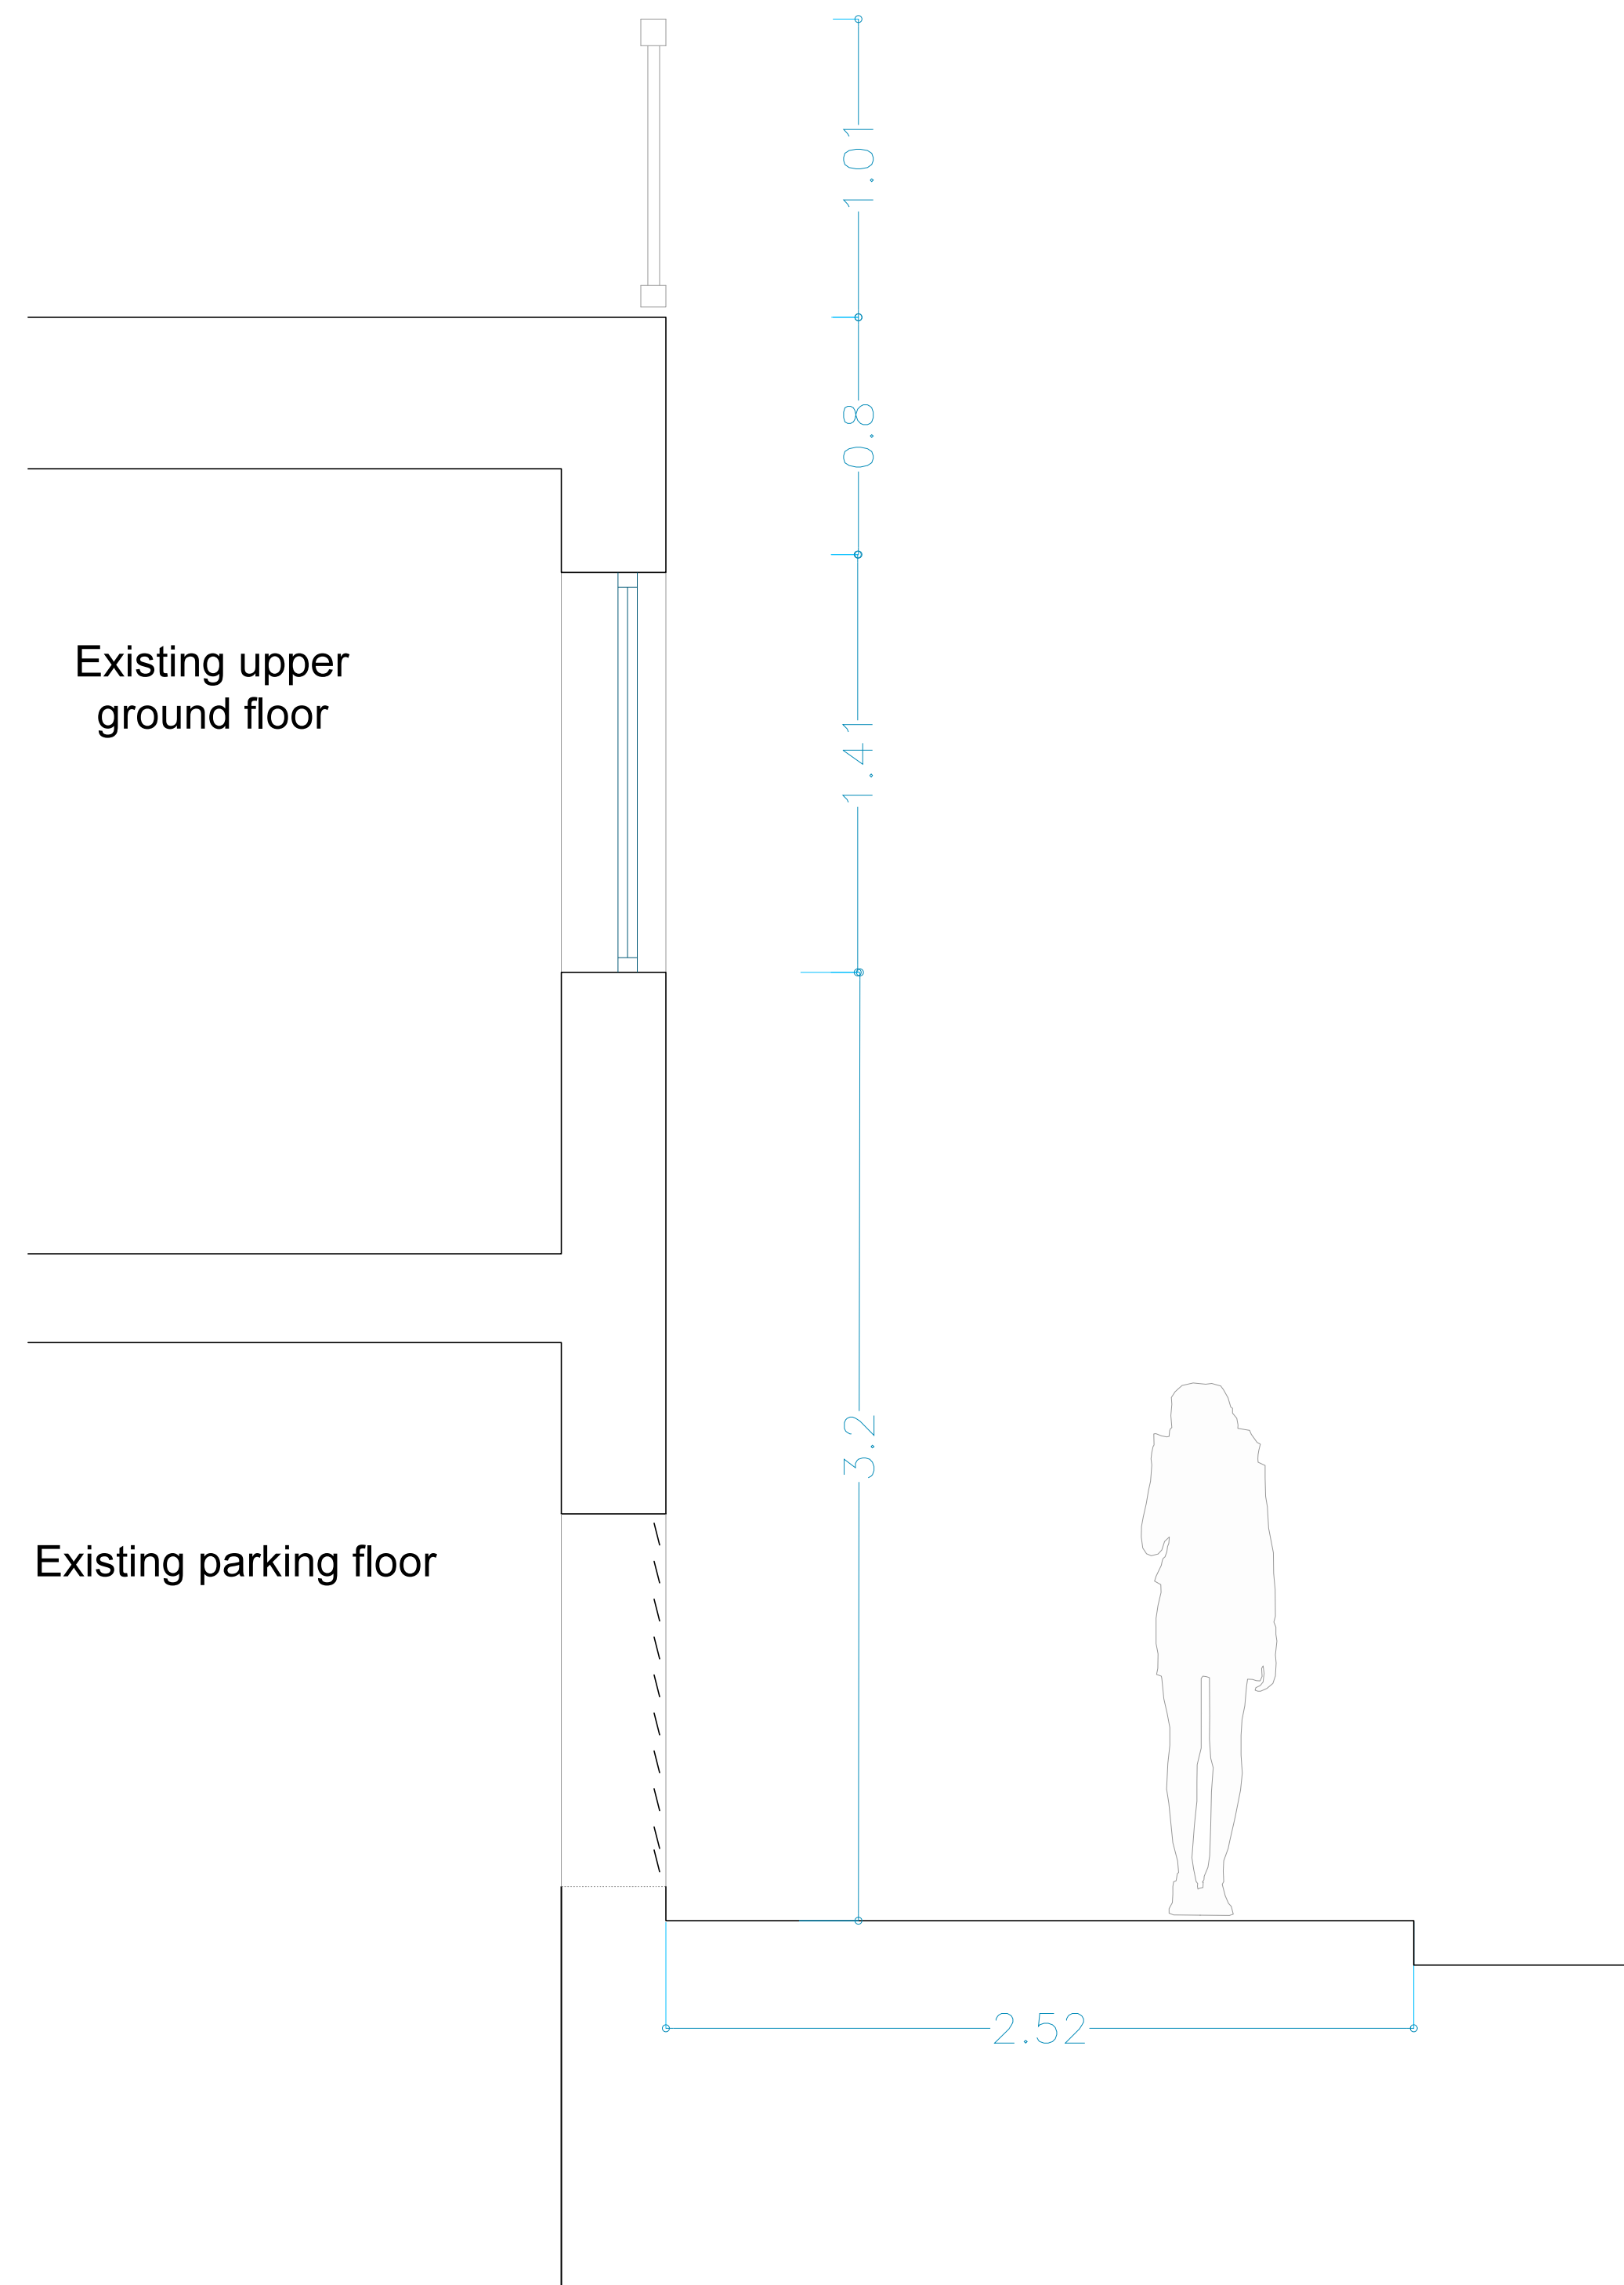 1.01
0.8
Existing upper
ground floor
1.41
3.2
Existing parking floor
2.52